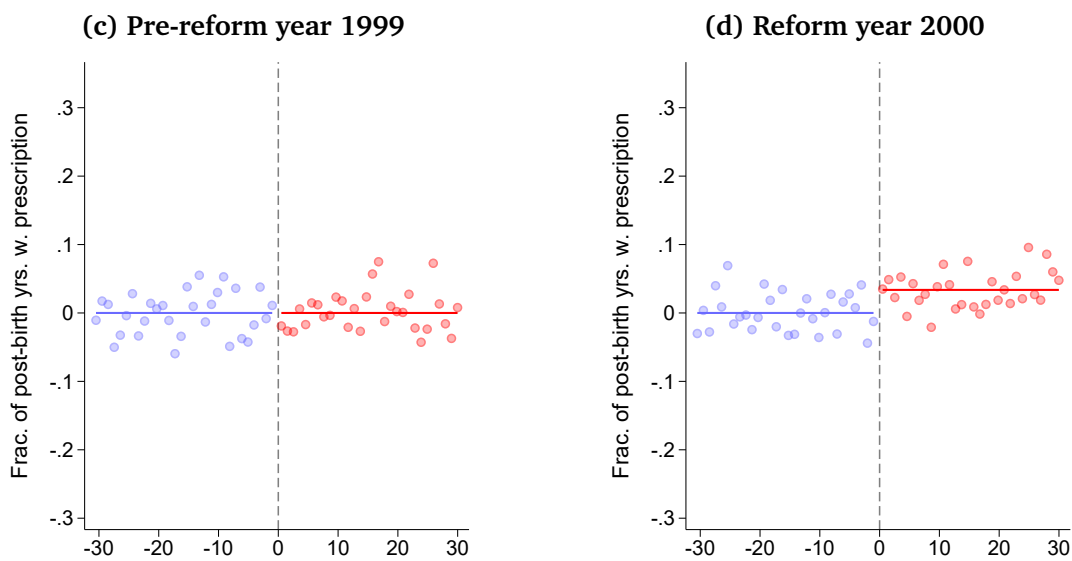 (c) Pre-reform year 1999
Frac. of post-birth yrs. w. prescription
.3
.2
.1
0
-.1
-.2
-.3
-30 -20 -10 0 10 20 30
(d) Reform year 2000
Frac. of post-birth yrs. w. prescription
.3
.2
.1
0
-.1
-.2
-.3
-30 -20 -10 0 10 20 30